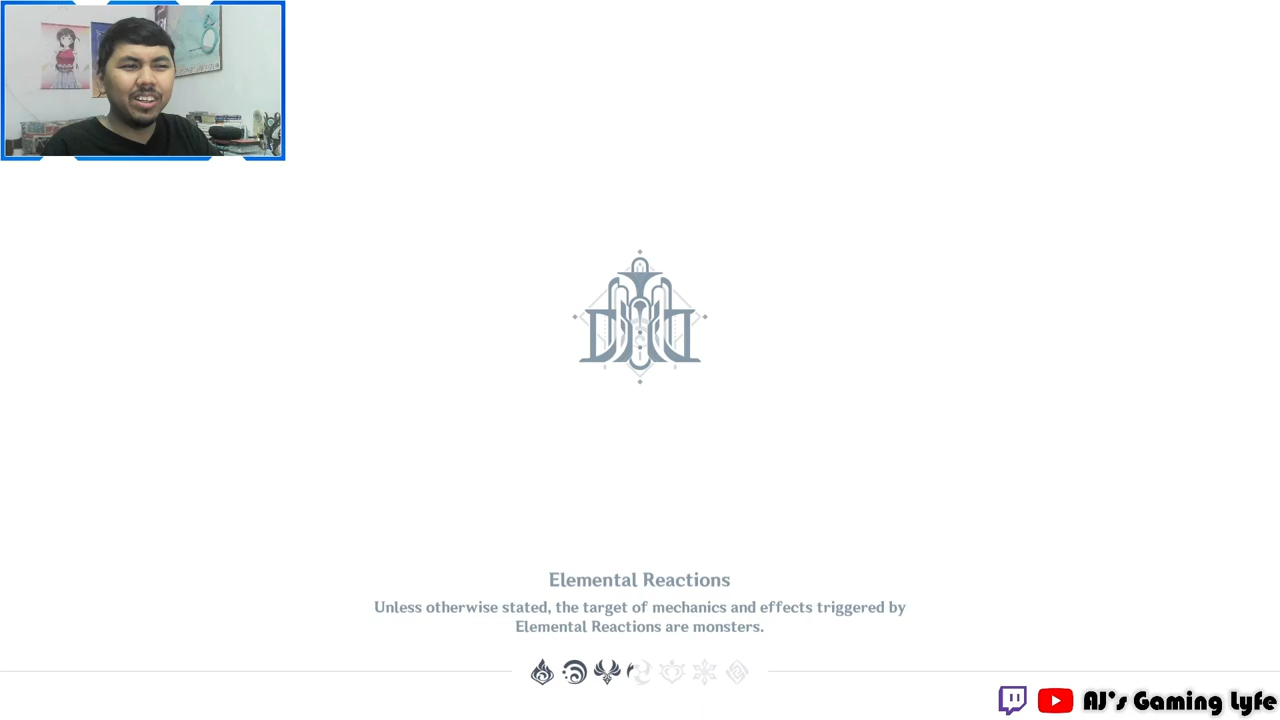 Elemental Reactions
Unless otherwise stated, the target of mechanics and effects triggered by
Elemental Reactions are monsters.
AJ's Gaming Lyfe